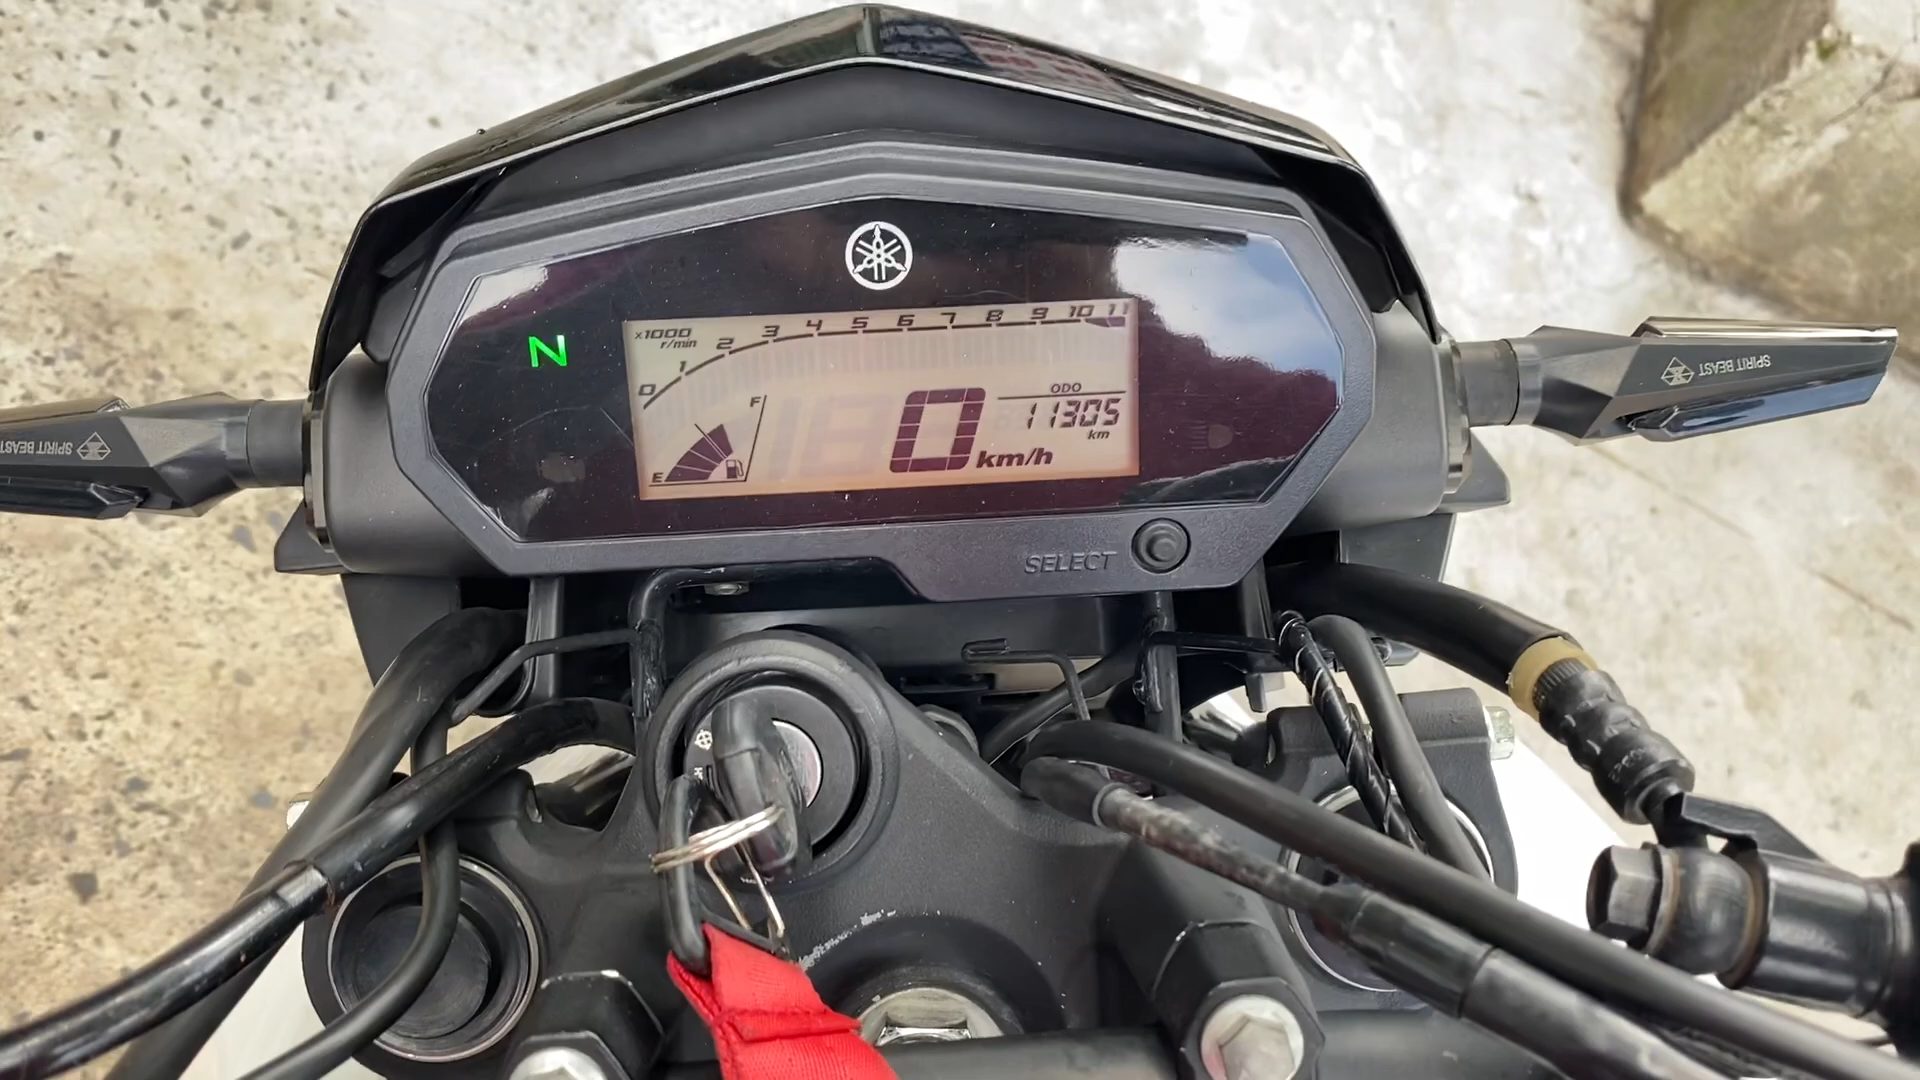 N
x1000
r/min
0 1 2 3 4 5 6 7 8 9 10 11
F
E
0
km/h
ODO
11305
km
SELECT
SPIRIT BEAST
SPIRIT BEAST